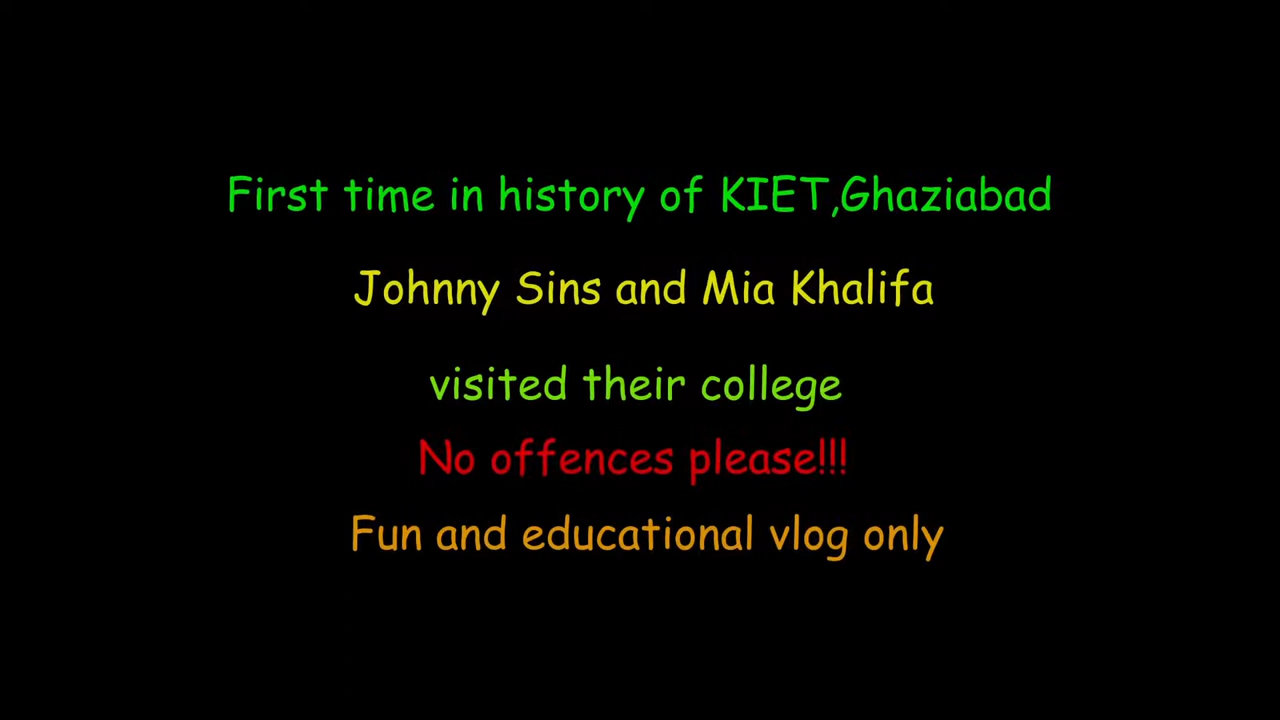 First time in history of KIET,Ghaziabad
Johnny Sins and Mia Khalifa
visited their college
No offences please!!!
Fun and educational vlog only